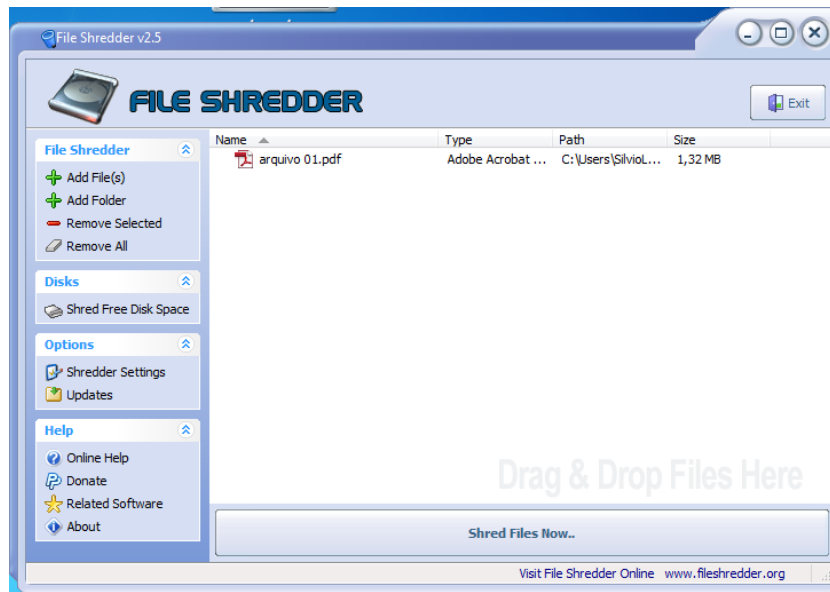 File Shredder v2.5
FILE SHREDDER
Exit
File Shredder
Add File(s)
Add Folder
Remove Selected
Remove All
Disks
Shred Free Disk Space
Options
Shredder Settings
Updates
Help
Online Help
Donate
Related Software
About
Name Type Path Size
arquivo 01.pdf Adobe Acrobat ... C:\Users\SilvioL... 1,32 MB
Drag & Drop Files Here
Shred Files Now..
Visit File Shredder Online www.fileshredder.org